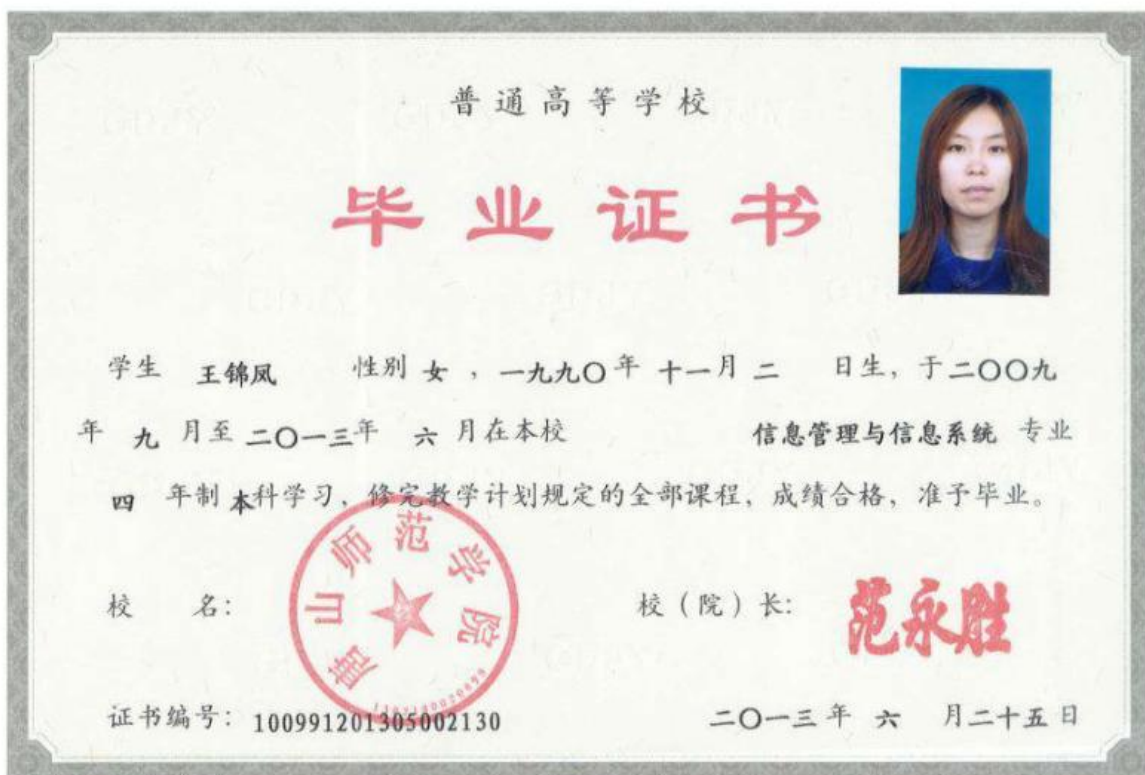 普通高等学校
毕业证书
学生 王锦凤 性别 女 ，一九九〇年 十一月 二 日生，于二〇〇九
年 九 月至 二〇一三年 六 月在本校 信息管理与信息系统 专业
四 年制 本科学习，修完教学计划规定的全部课程，成绩合格，准予毕业。
校 名： 唐山师范学院 校（院）长： 范永胜
证书编号：100991201305002130 二〇一三年 六 月二十五日